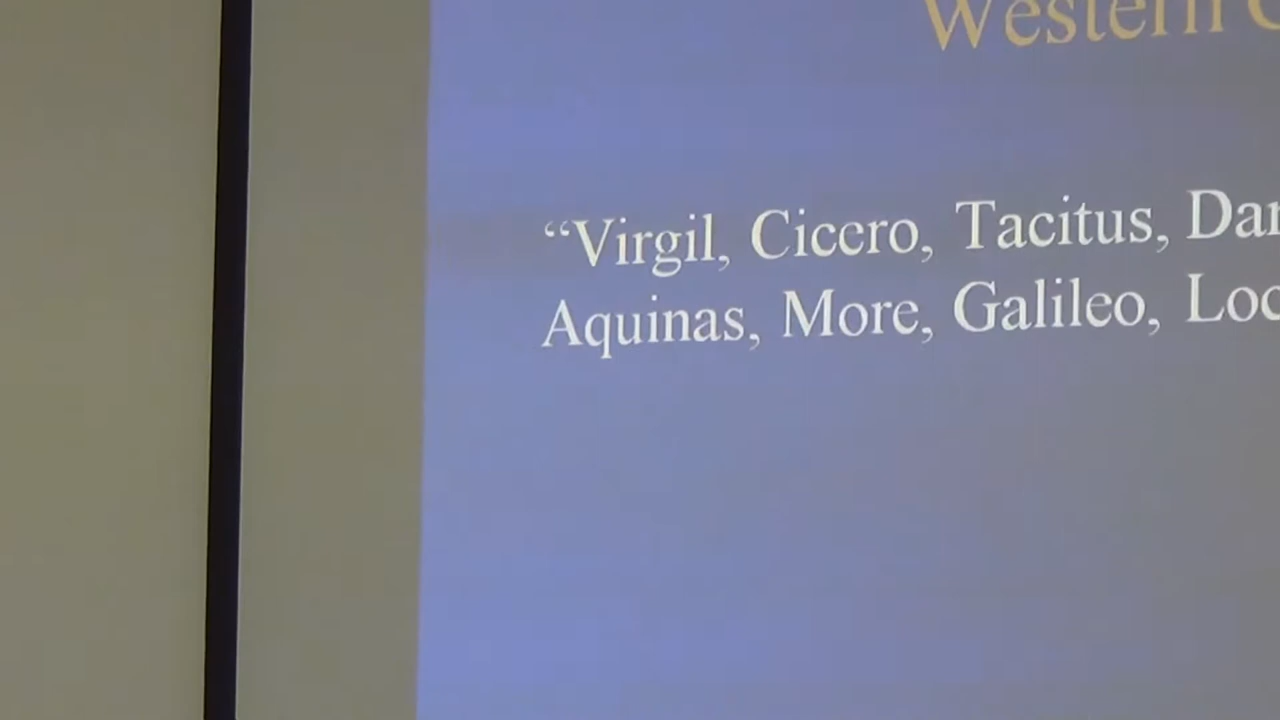 Western
“Virgil, Cicero, Tacitus,
Aquinas, More, Galileo,